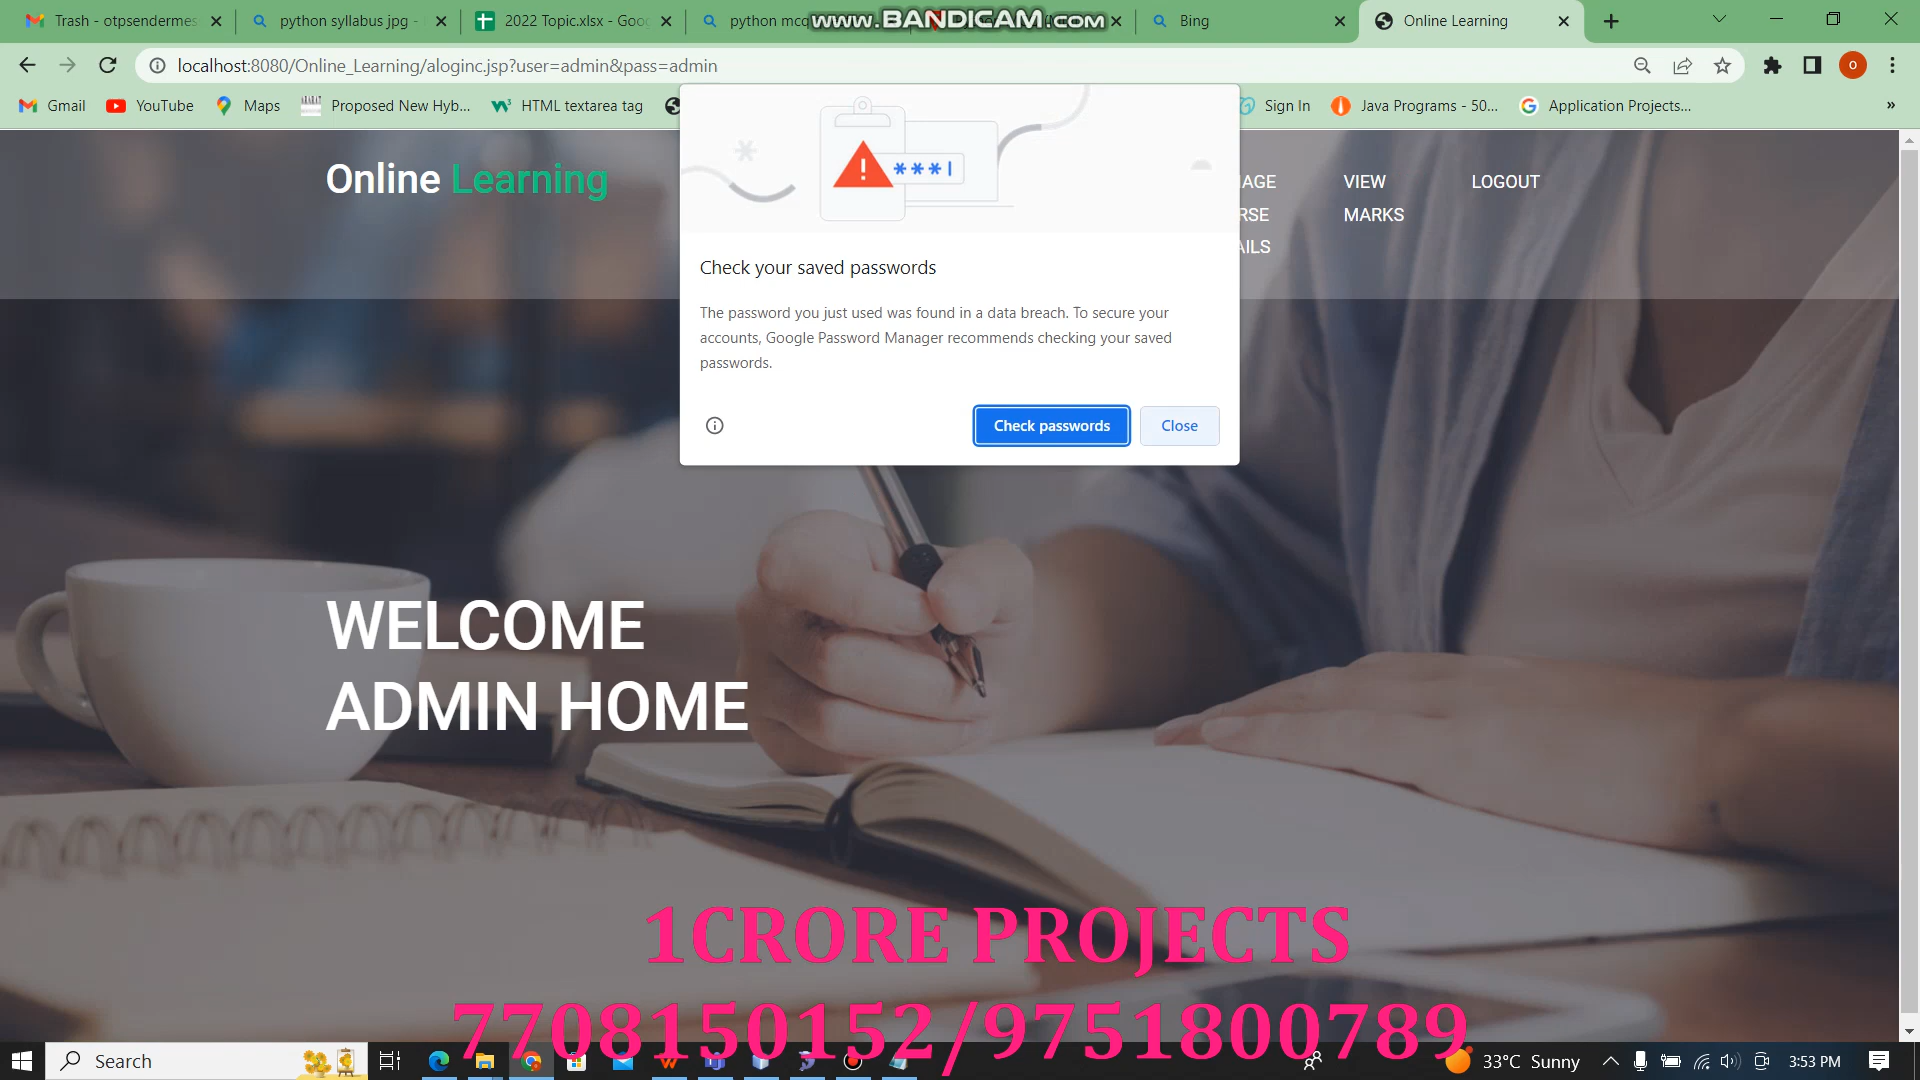 Trash - otpsendermes
python syllabus jpg -
2022 Topic.xlsx - Goo
python mcq
www.BANDICAM.com
Bing
Online Learning
localhost:8080/Online_Learning/aloginc.jsp?user=admin&pass=admin
o
Gmail
YouTube
Maps
Proposed New Hyb...
HTML textarea tag
Sign In
Java Programs - 50...
Application Projects...
»
Online Learning
AGE
RSE
AILS
VIEW
MARKS
LOGOUT
Check your saved passwords
The password you just used was found in a data breach. To secure your
accounts, Google Password Manager recommends checking your saved
passwords.
Check passwords
Close
WELCOME
ADMIN HOME
1CRORE PROJECTS
7708150152/9751800789
Search
33°C Sunny
3:53 PM